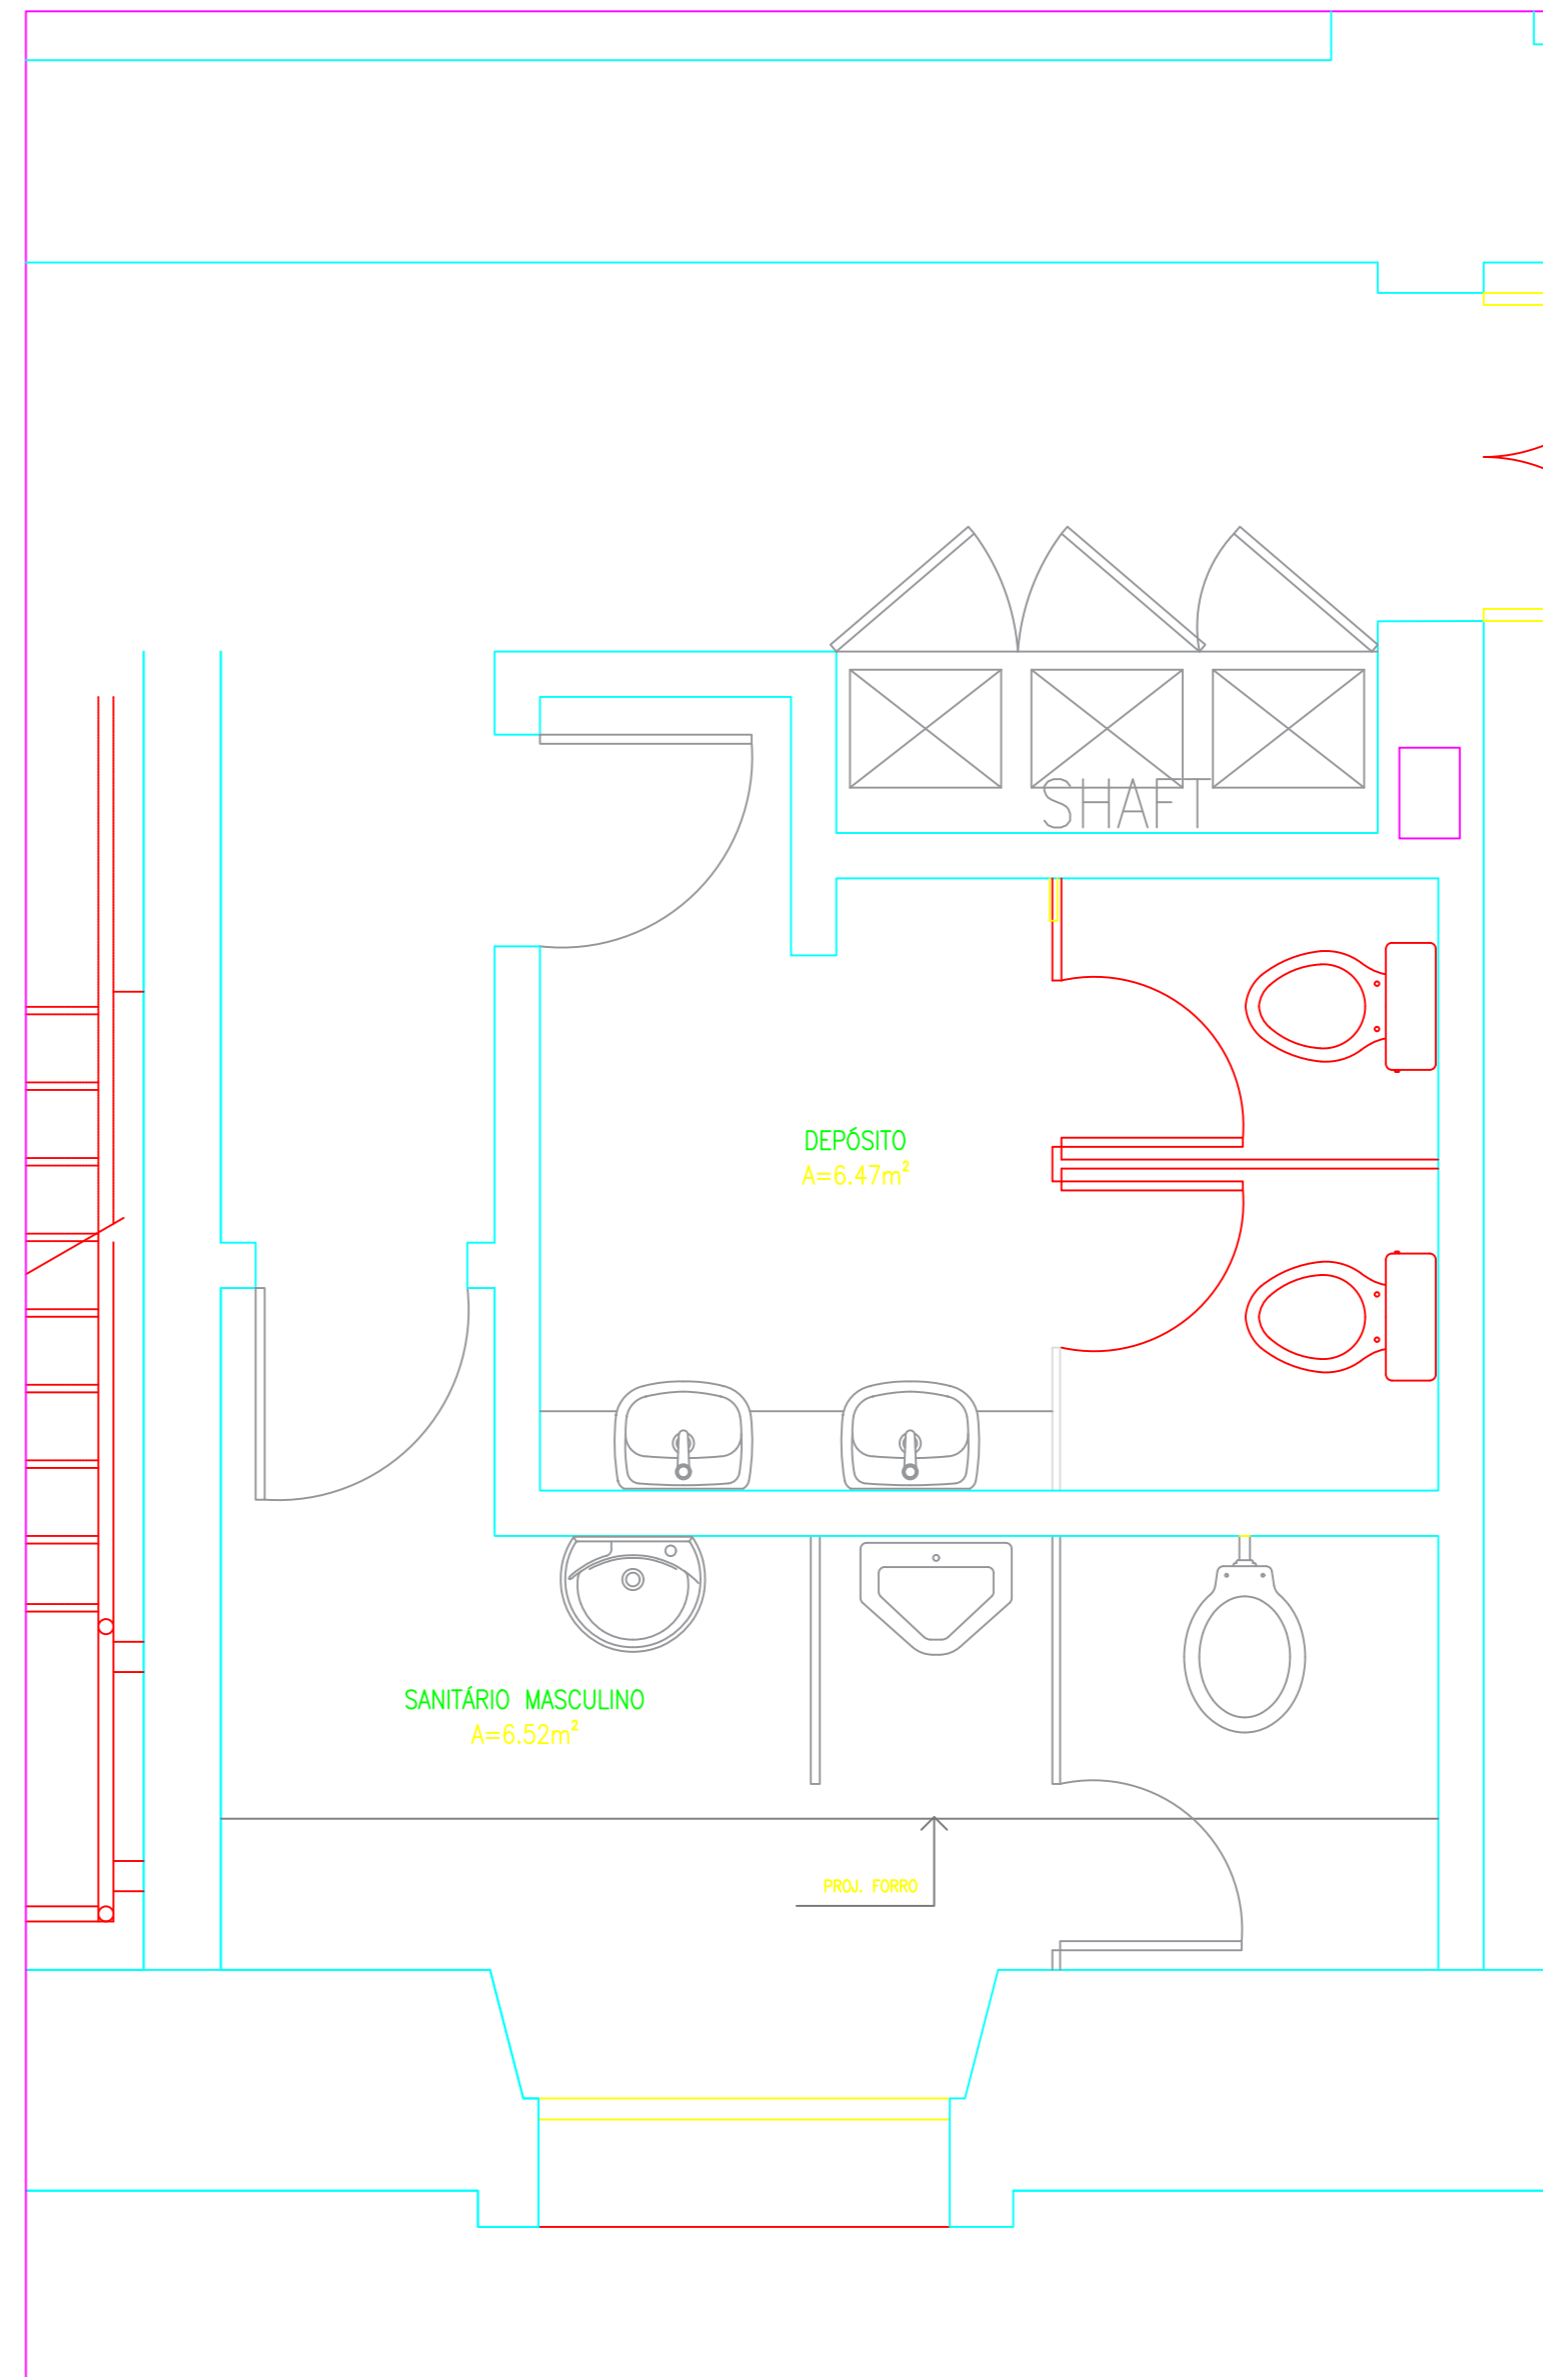 SHAFT
DEPÓSITO
A=6.47m²
SANITÁRIO MASCULINO
A=6.52m²
PROJ. FORRO